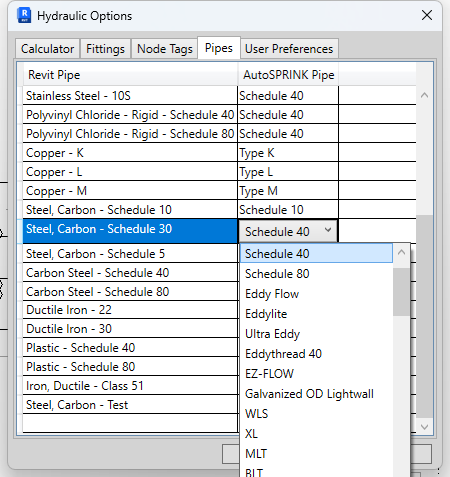 Hydraulic Options
Calculator Fittings Node Tags Pipes User Preferences
Revit Pipe AutoSPRINK Pipe
Stainless Steel - 10S Schedule 40
Polyvinyl Chloride - Rigid - Schedule 40 Schedule 40
Polyvinyl Chloride - Rigid - Schedule 80 Schedule 40
Copper - K Type K
Copper - L Type L
Copper - M Type M
Steel, Carbon - Schedule 10 Schedule 10
Steel, Carbon - Schedule 30 Schedule 40
Steel, Carbon - Schedule 5
Carbon Steel - Schedule 40
Carbon Steel - Schedule 80
Ductile Iron - 22
Ductile Iron - 30
Plastic - Schedule 40
Plastic - Schedule 80
Iron, Ductile - Class 51
Steel, Carbon - Test
Schedule 40
Schedule 80
Eddy Flow
Eddylite
Ultra Eddy
Eddythread 40
EZ-FLOW
Galvanized OD Lightwall
WLS
XL
MLT
BLT